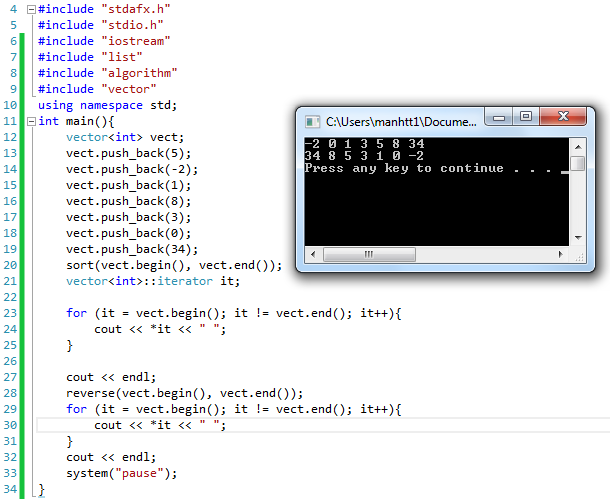 4 #include "stdafx.h"
5 #include "stdio.h"
6 #include "iostream"
7 #include "list"
8 #include "algorithm"
9 #include "vector"
10 using namespace std;
11 int main(){
12 vector<int> vect;
13 vect.push_back(5);
14 vect.push_back(-2);
15 vect.push_back(1);
16 vect.push_back(8);
17 vect.push_back(3);
18 vect.push_back(0);
19 vect.push_back(34);
20 sort(vect.begin(), vect.end());
21 vector<int>::iterator it;
22
23 for (it = vect.begin(); it != vect.end(); it++){
24 cout << *it << " ";
25 }
26
27 cout << endl;
28 reverse(vect.begin(), vect.end());
29 for (it = vect.begin(); it != vect.end(); it++){
30 cout << *it << " ";
31 }
32 cout << endl;
33 system("pause");
34 }
C:\Users\manhtt1\Docume...
-2 0 1 3 5 8 34
34 8 5 3 1 0 -2
Press any key to continue . . . _